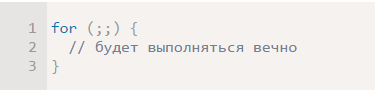 1 for (;;) {
2   // будет выполняться вечно
3 }